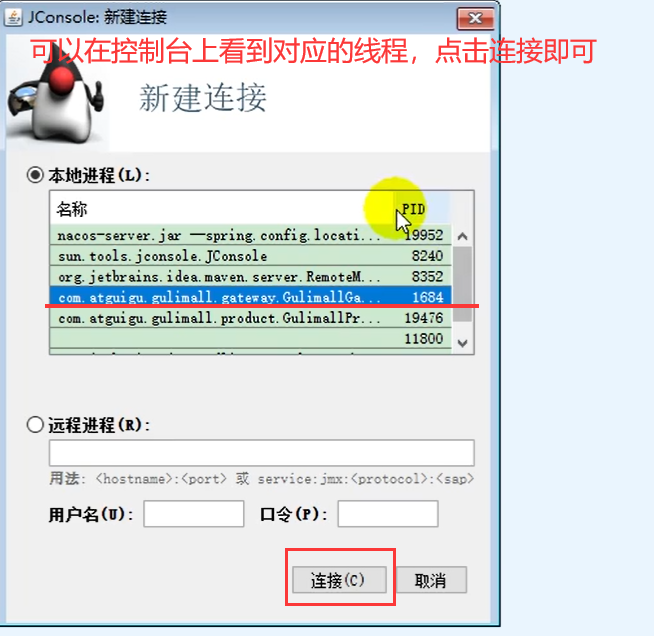 JConsole: 新建连接
可以在控制台上看到对应的线程，点击连接即可
新建连接
本地进程(L):
名称 PID
nacos-server.jar --spring.config.locati... 19952
sun.tools.jconsole.JConsole 8240
org.jetbrains.idea.maven.server.RemoteM... 8352
com.atguigu.gulimall.gateway.GulimallGa... 1684
com.atguigu.gulimall.product.GulimallPr... 19476
11800
远程进程(R):
用法: <hostname>:<port> 或 service:jmx:<protocol>:<sap>
用户名(U): 口令(P):
连接(C) 取消